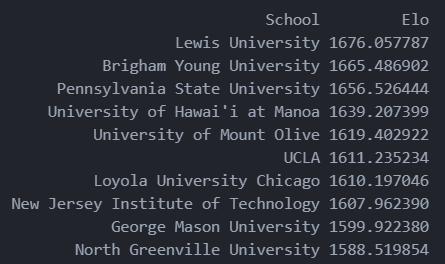 School Elo
Lewis University 1676.057787
Brigham Young University 1665.486902
Pennsylvania State University 1656.526444
University of Hawai'i at Manoa 1639.207399
University of Mount Olive 1619.402922
UCLA 1611.235234
Loyola University Chicago 1610.197046
New Jersey Institute of Technology 1607.962390
George Mason University 1599.922380
North Greenville University 1588.519854